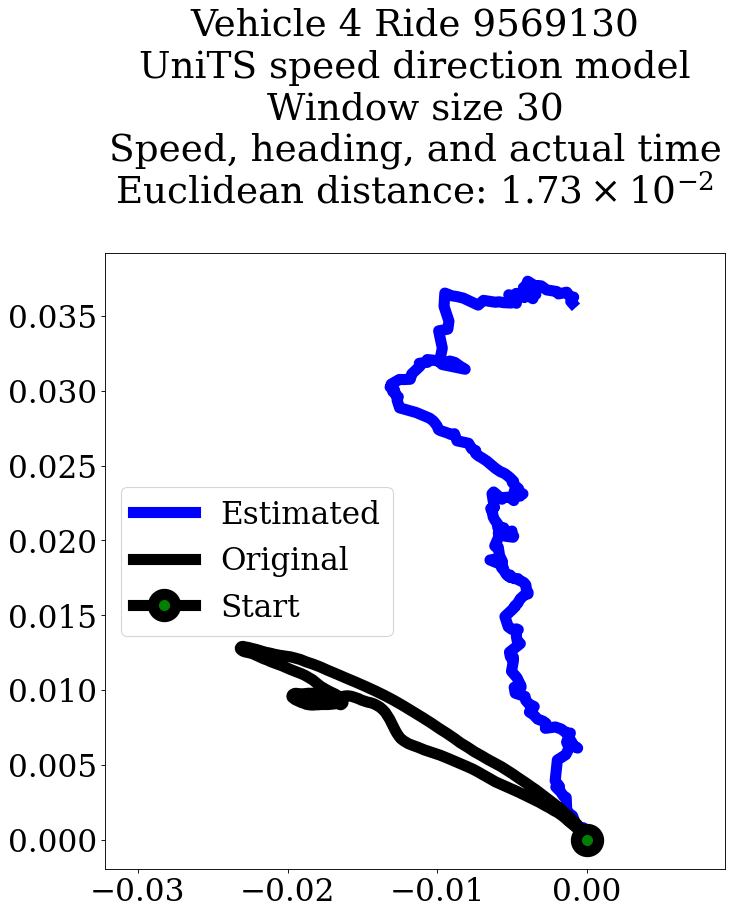 Vehicle 4 Ride 9569130
UniTS speed direction model
Window size 30
Speed, heading, and actual time
Euclidean distance: 1.73 × 10⁻²
0.035
0.030
0.025
0.020
0.015
0.010
0.005
0.000
Estimated
Original
Start
−0.03 −0.02 −0.01 0.00